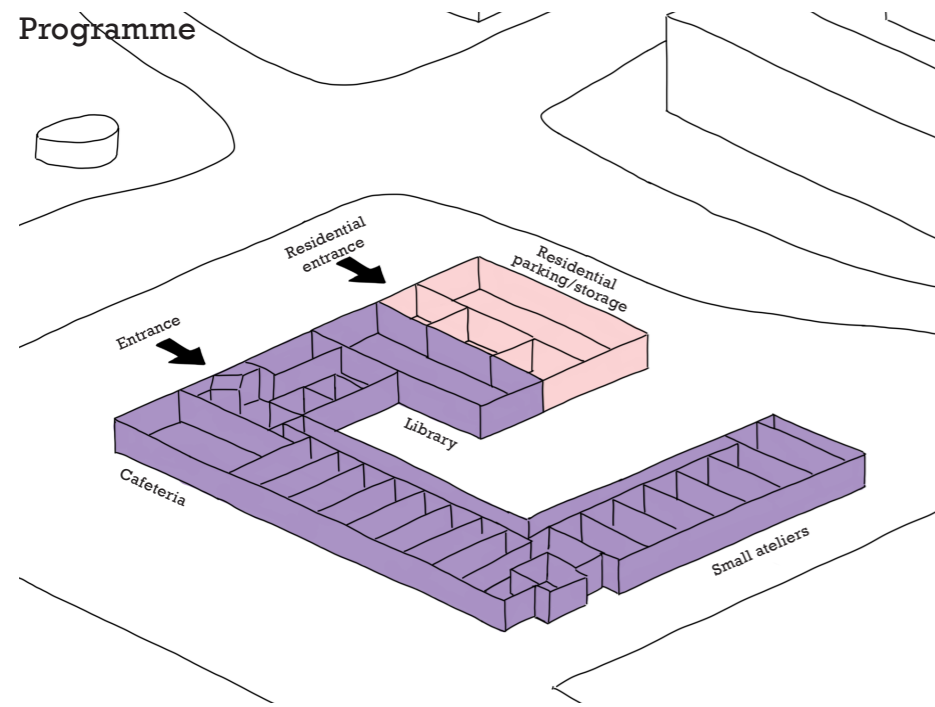 Programme
Residential
entrance
Residential
parking/storage
Entrance
Library
Cafeteria
Small ateliers